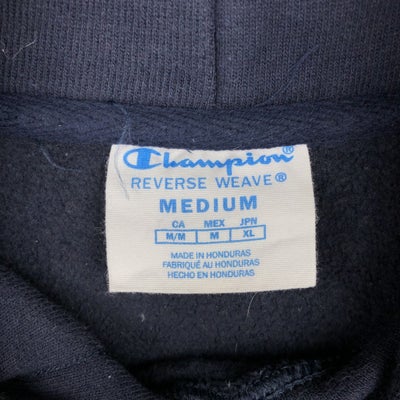 Champion®
REVERSE WEAVE®
MEDIUM
CA MEX JPN
M/M M XL
MADE IN HONDURAS
FABRIQUÉ AU HONDURAS
HECHO EN HONDURAS